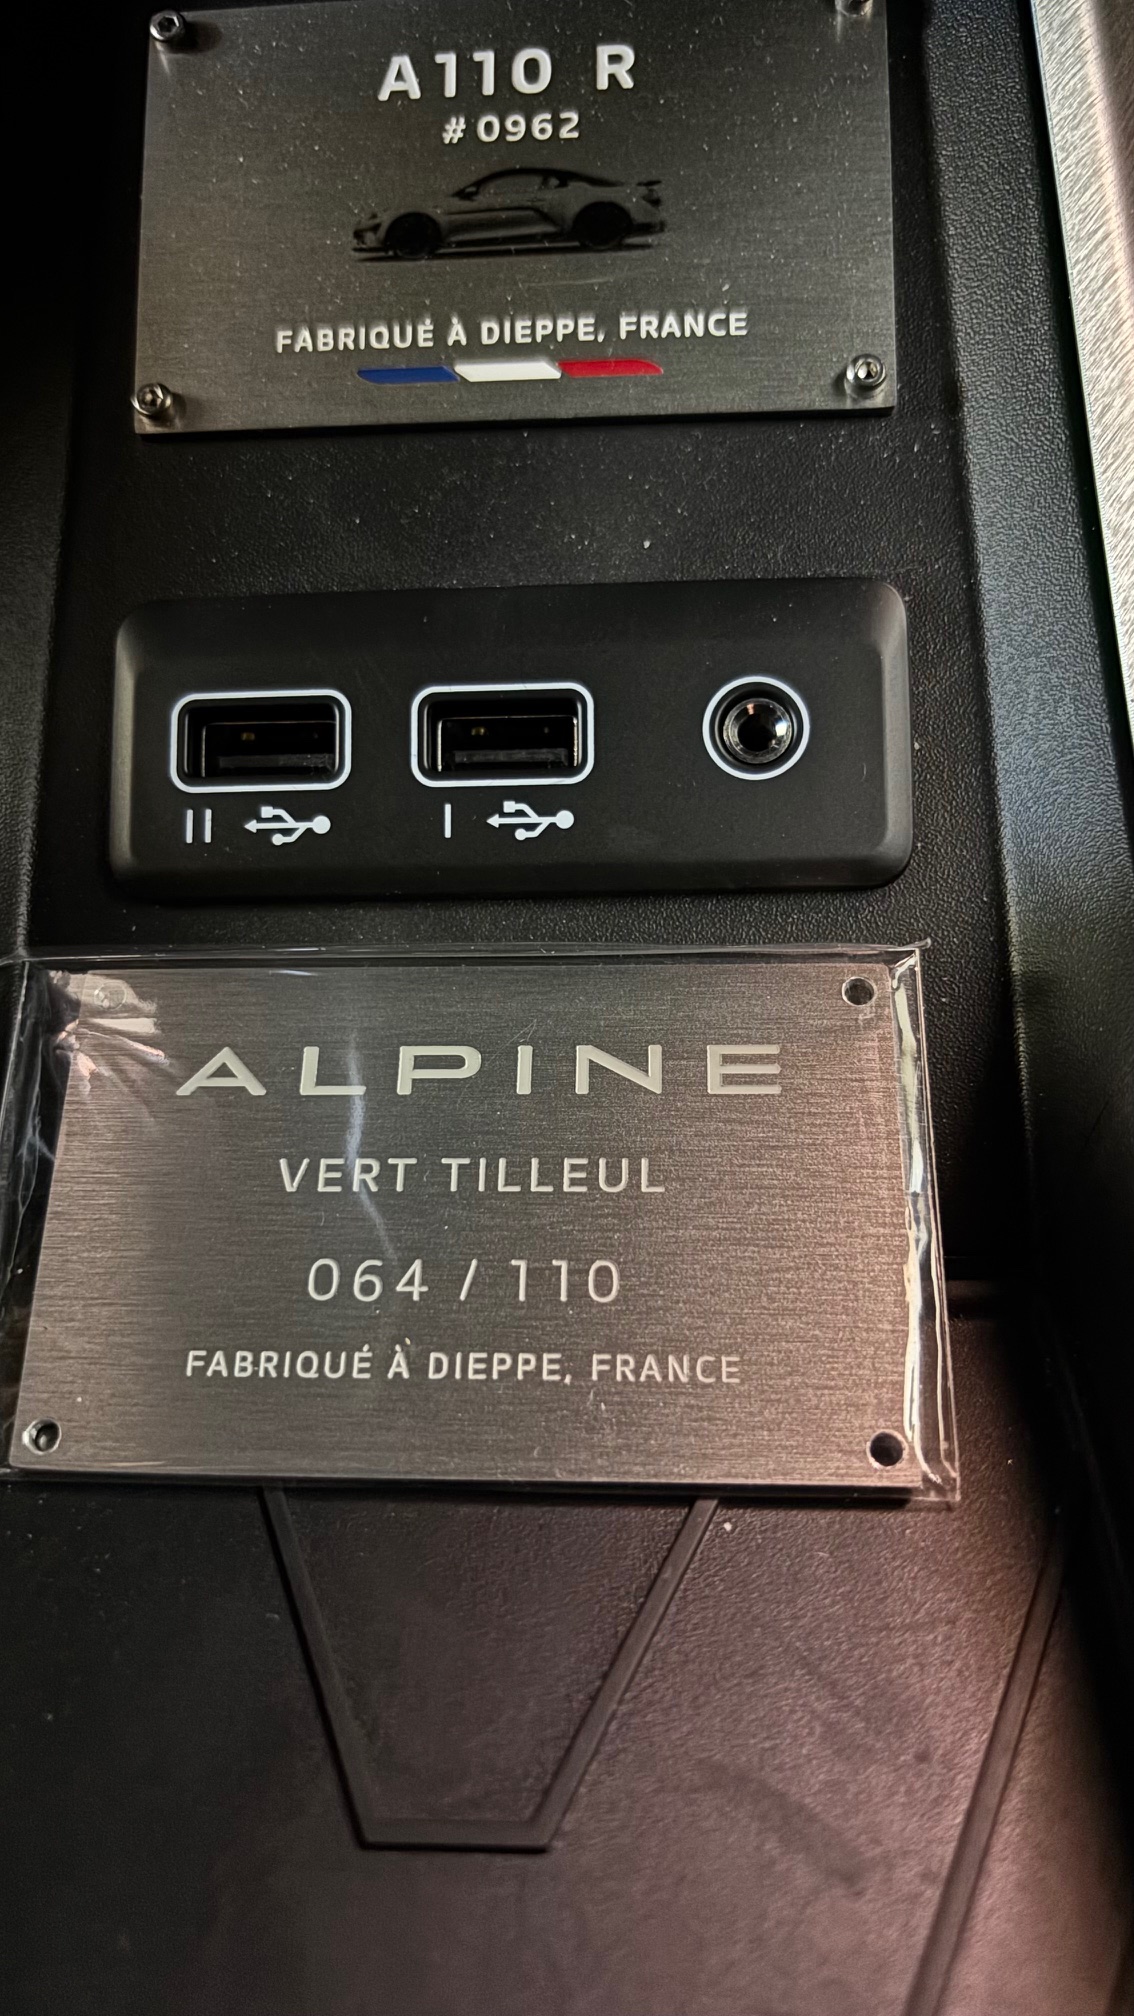 A110 R
#0962
FABRIQUÉ À DIEPPE, FRANCE
II I
ALPINE
VERT TILLEUL
064 / 110
FABRIQUÉ À DIEPPE, FRANCE